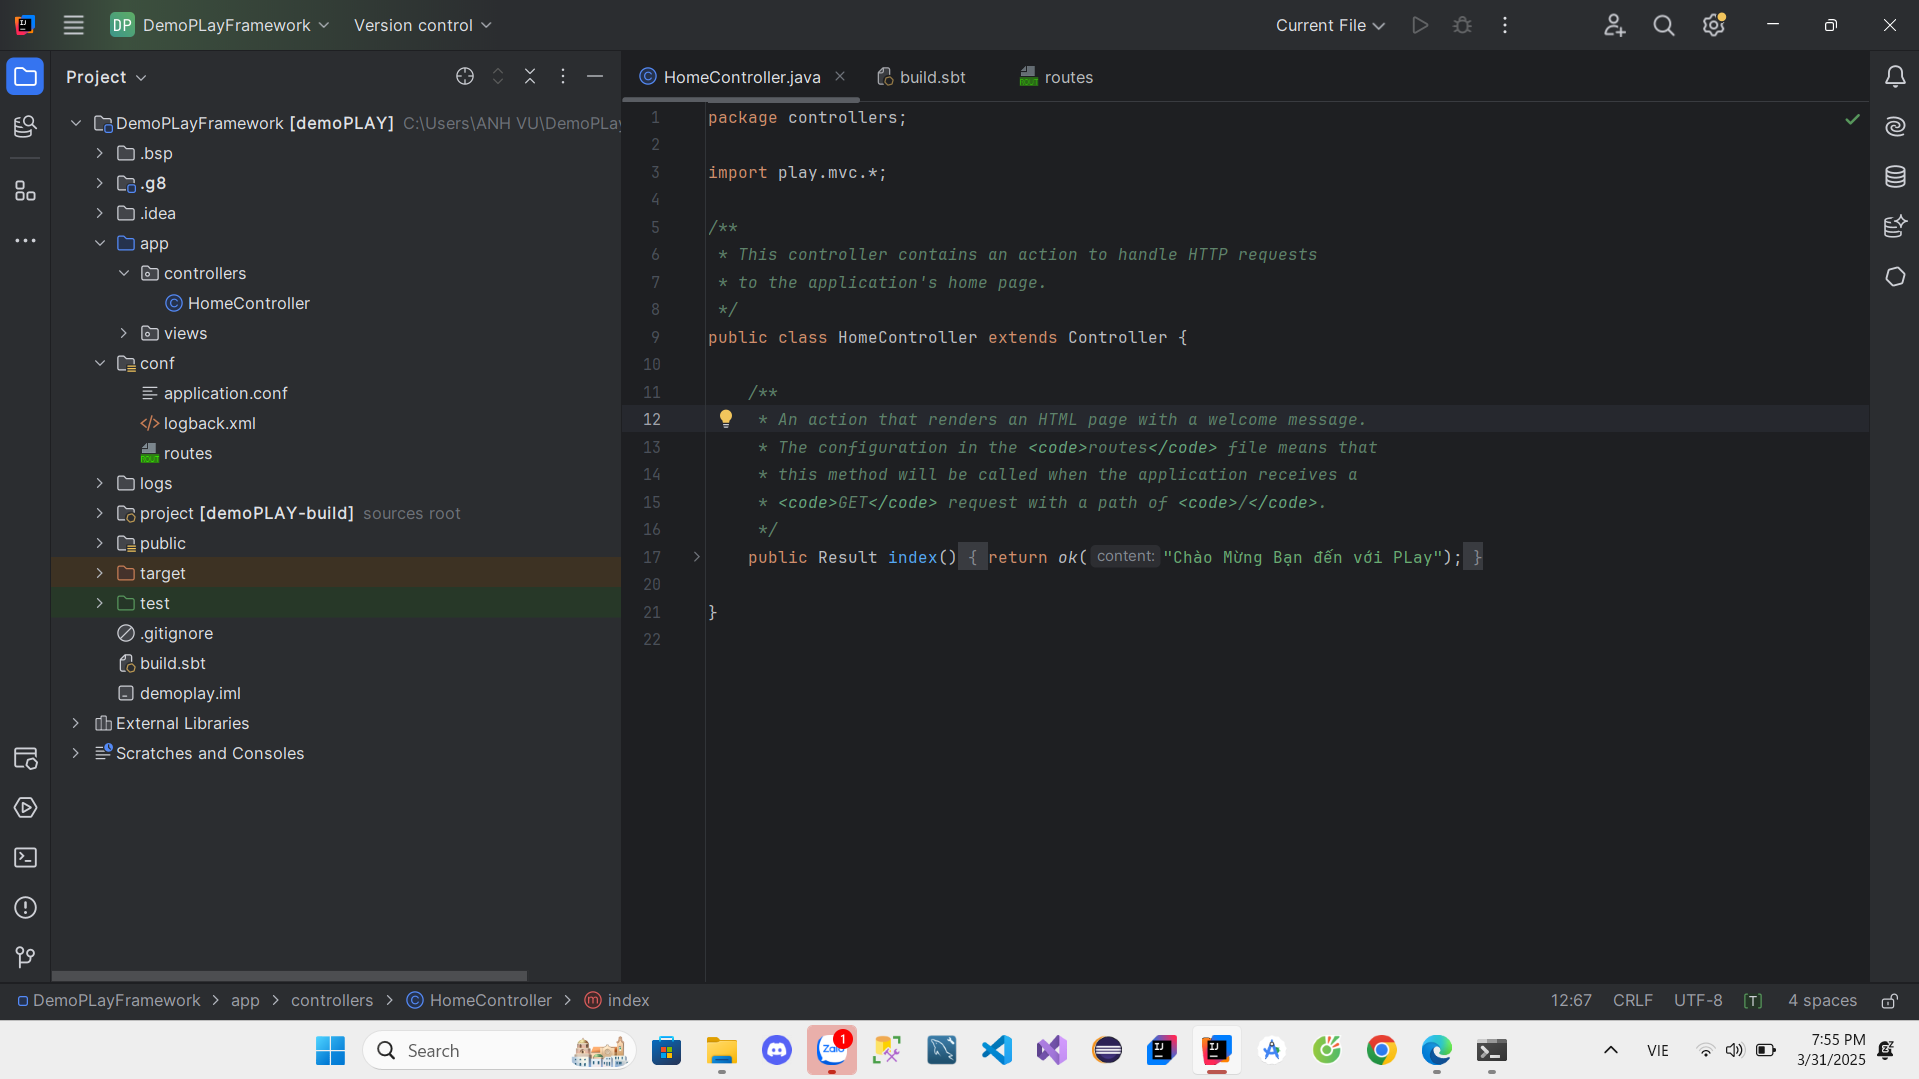 DP DemoPLayFramework Version control Current File
Project
HomeController.java build.sbt routes
DemoPLayFramework [demoPLAY] C:\Users\ANH VU\DemoPLay
.bsp
.g8
.idea
app
controllers
HomeController
views
conf
application.conf
logback.xml
routes
logs
project [demoPLAY-build] sources root
public
target
test
.gitignore
build.sbt
demoplay.iml
External Libraries
Scratches and Consoles
1 package controllers;
2
3 import play.mvc.*;
4
5 /**
6 * This controller contains an action to handle HTTP requests
7 * to the application's home page.
8 */
9 public class HomeController extends Controller {
10
11 /**
12 * An action that renders an HTML page with a welcome message.
13 * The configuration in the <code>routes</code> file means that
14 * this method will be called when the application receives a
15 * <code>GET</code> request with a path of <code>/</code>.
16 */
17 public Result index() { return ok( content: "Chào Mừng Bạn đến với PLay"); }
20
21 }
22
DemoPLayFramework > app > controllers > HomeController > index
12:67 CRLF UTF-8 [T] 4 spaces
Search
Zalo 1
VIE
7:55 PM
3/31/2025